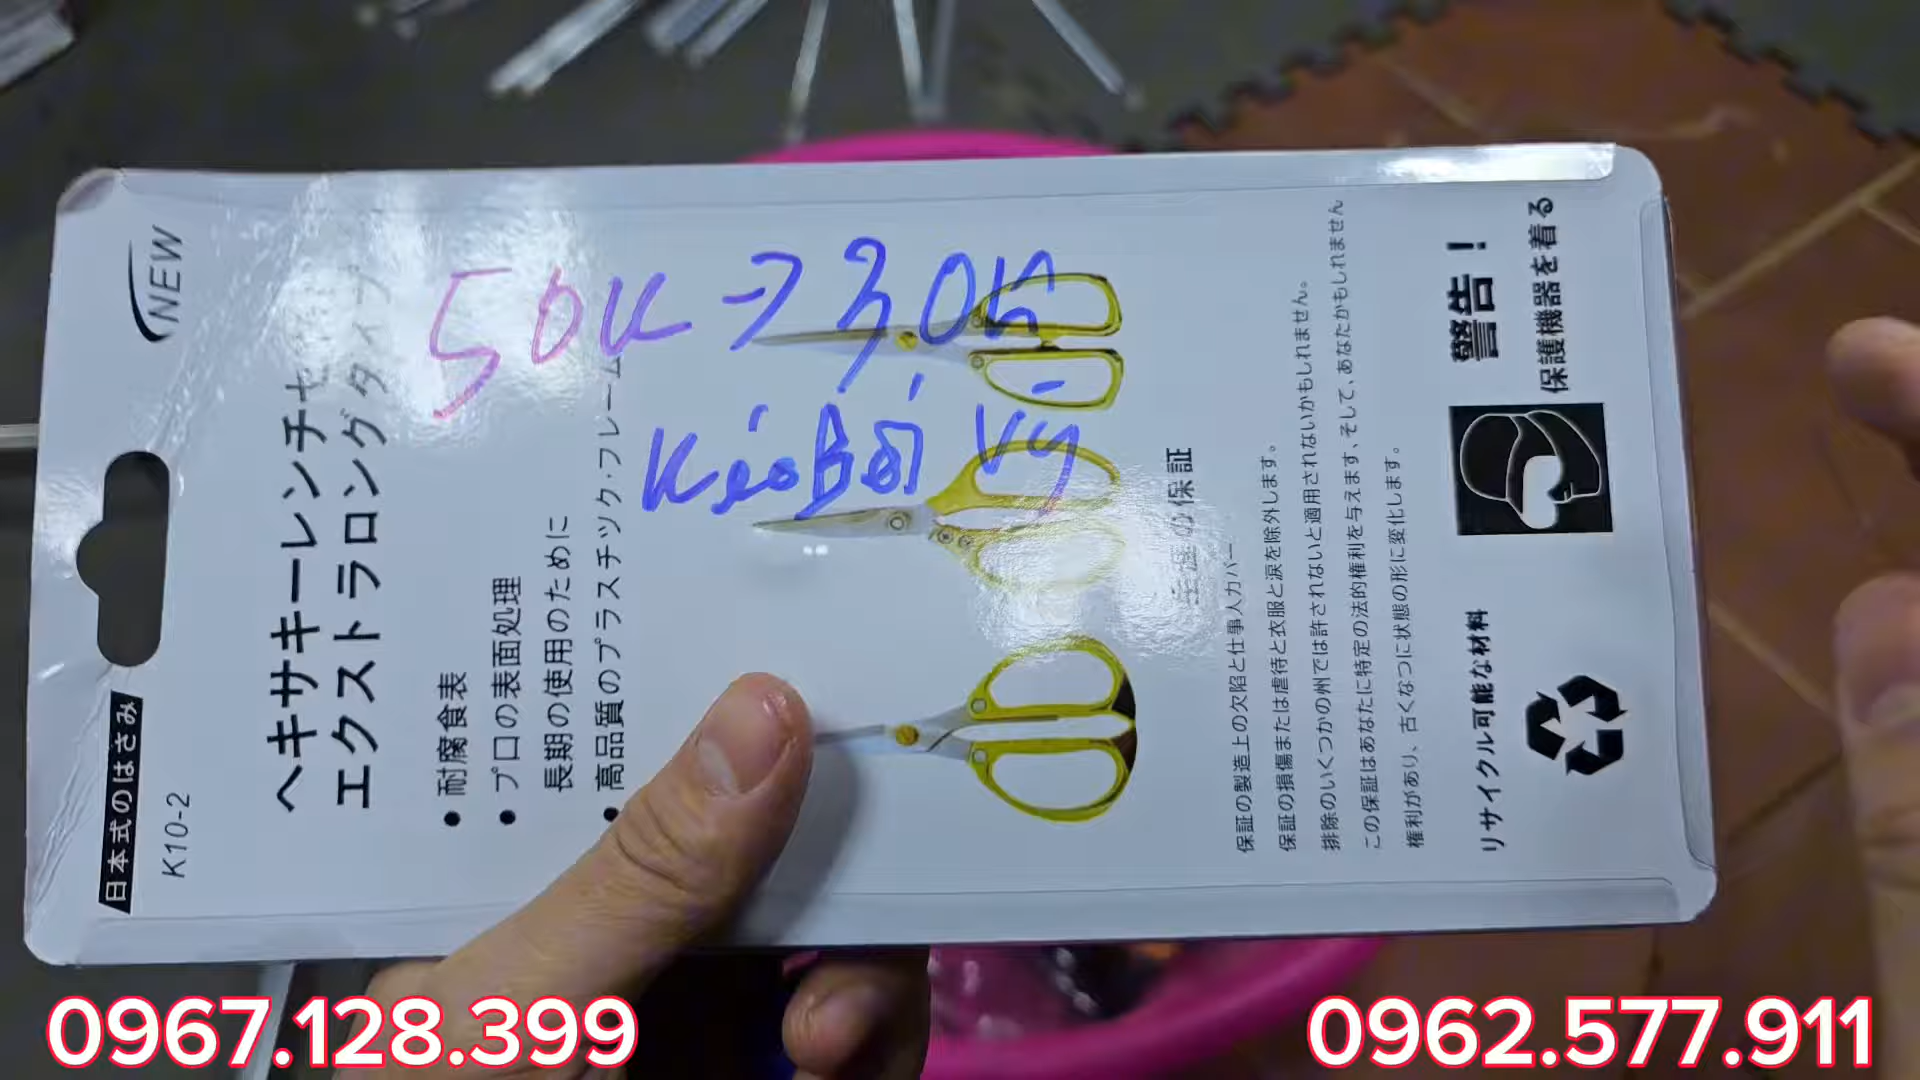 NEW
日本式のはさみ
K10-2
ヘキサキーレンチセ
エクストラロングタイプ
● 耐腐食表
● プロの表面処理
長期の使用のために
● 高品質のプラスチック・フレーム
50K → 30K
Kéo Bối Vỹ
生涯の保証
保証の製造上の欠陥と仕事人カバー
保証の損傷または虐待と衣服と涙を除外します。
排除のいくつかの州では許されないと適用されないかもしれません。
この保証はあなたに特定の法的権利を与えます、そして、あなたかもしれません
権利があり、古くなつに状態の形に変化します。
警告！
保護機器を着る
リサイクル可能な材料
0967.128.399
0962.577.911